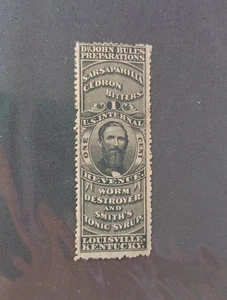 DR. JOHN BULL'S
PREPARATIONS
SARSAPARILLA
CEDRON
BITTERS
1
U.S. INTERNAL
ONE CENT
REVENUE.
WORM
DESTROYER
AND
SMITH'S
TONIC SYRUP.
LOUISVILLE,
KENTUCKY.